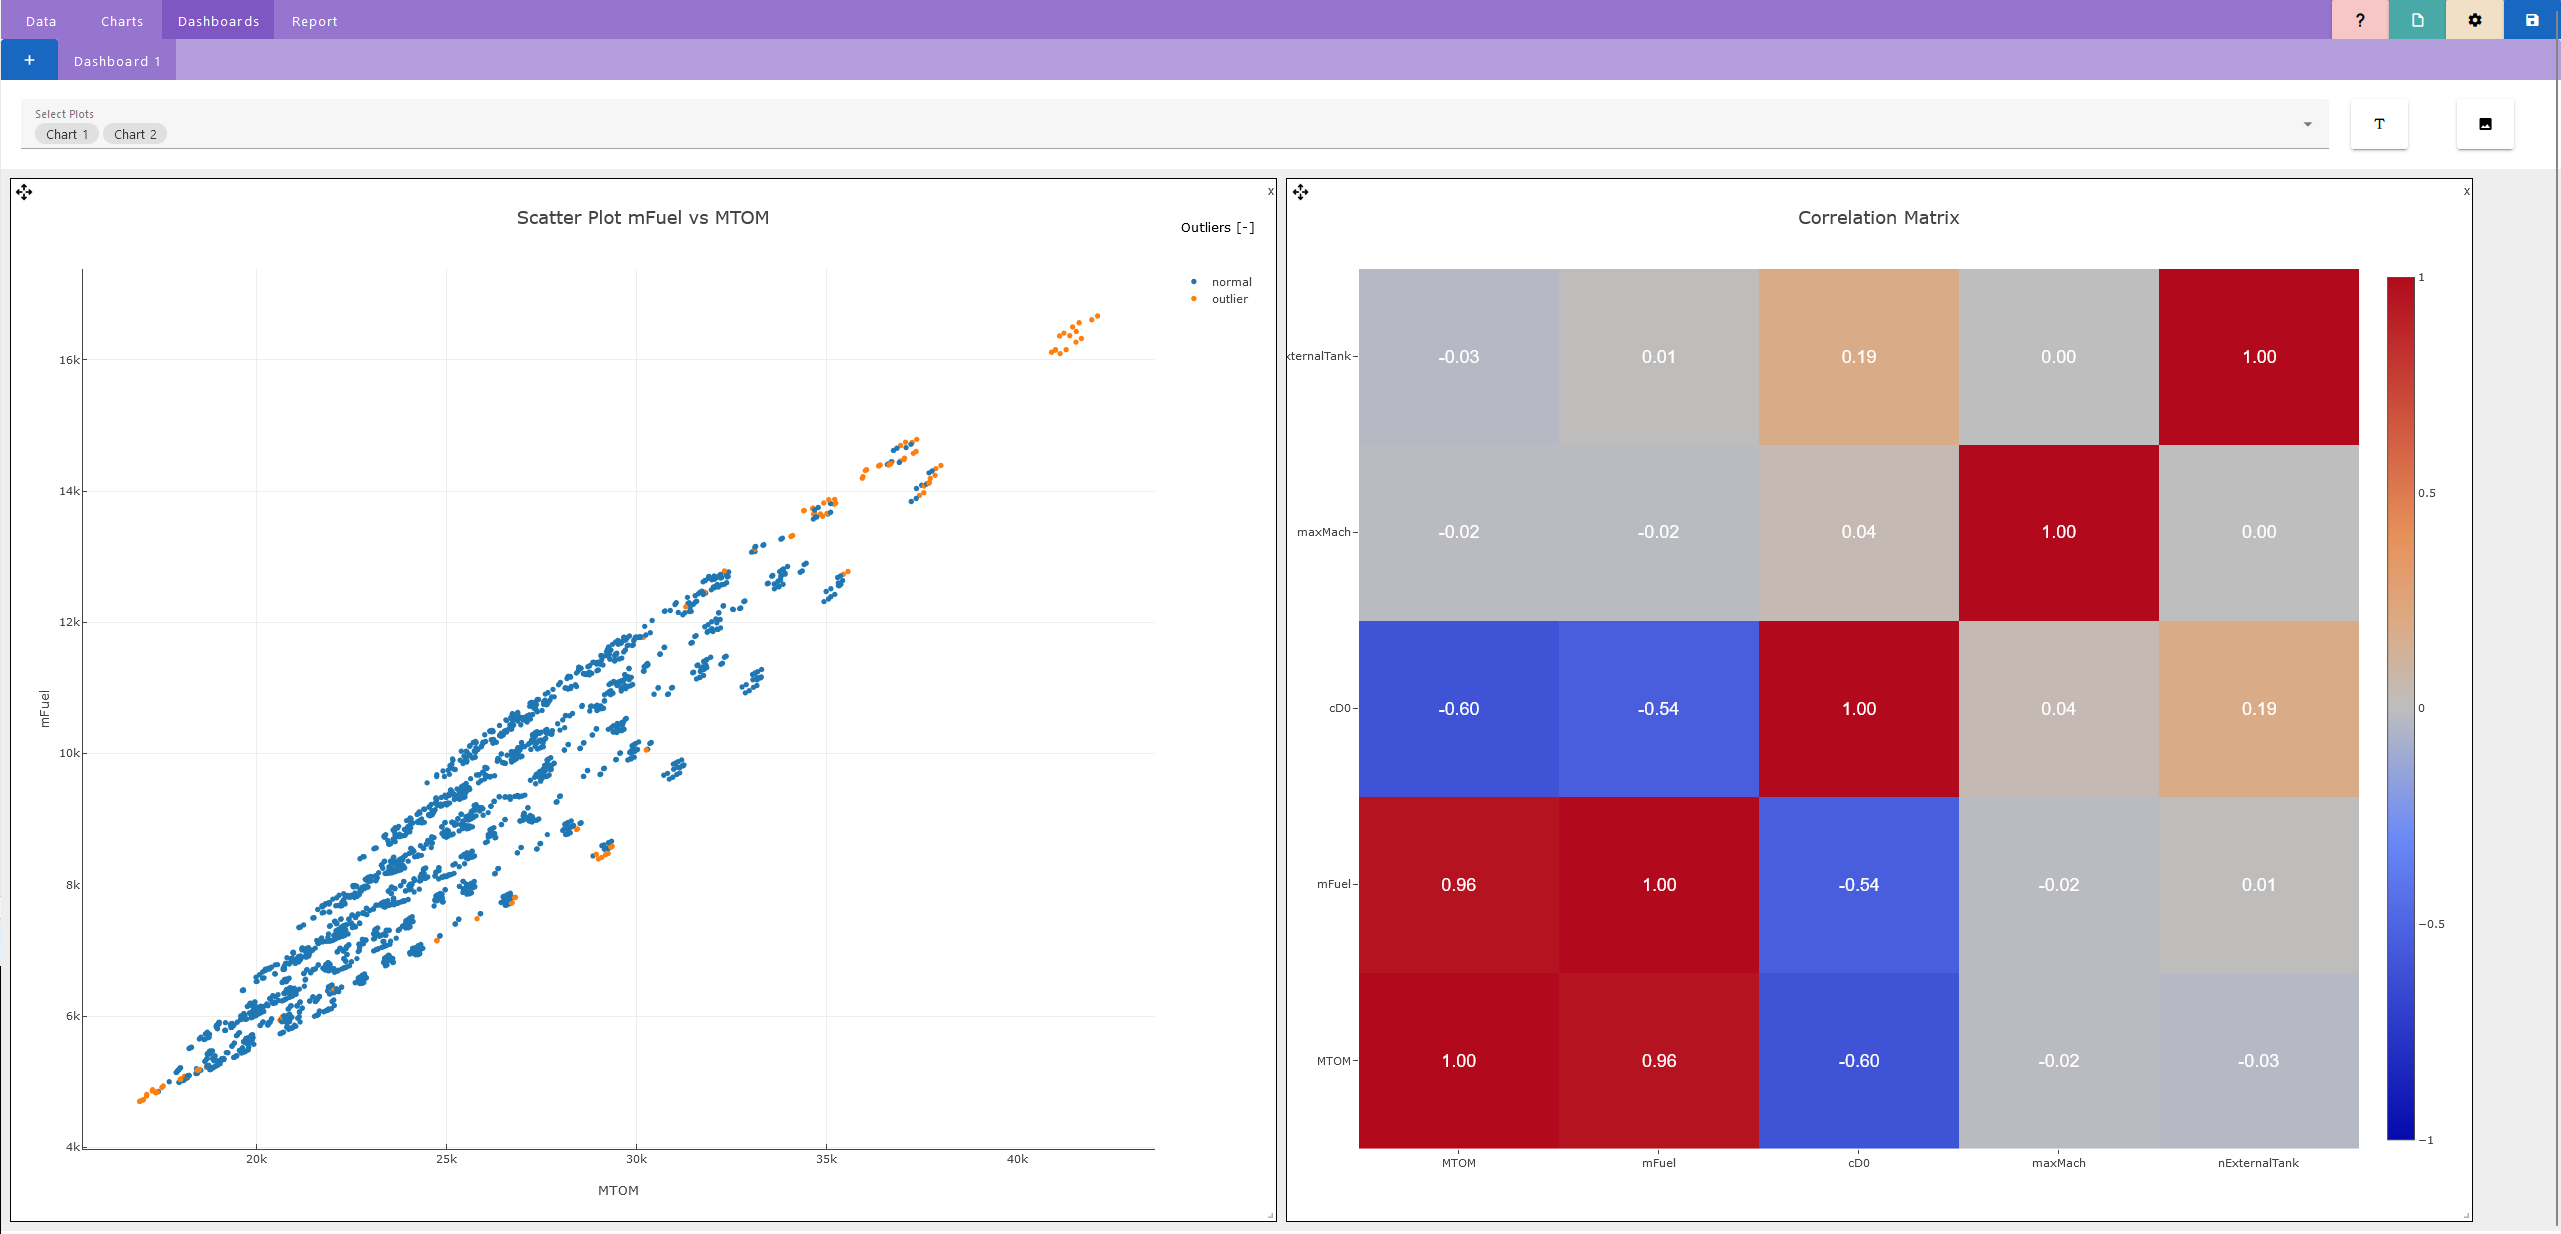 Data Charts Dashboards Report ?
+ Dashboard 1
Select Plots
Chart 1 Chart 2 T
x
Scatter Plot mFuel vs MTOM
Outliers [-]
normal
outlier
16k
14k
12k
10k
8k
6k
4k
mFuel
20k 25k 30k 35k 40k
MTOM
x
Correlation Matrix
xternalTank -0.03 0.01 0.19 0.00 1.00
maxMach -0.02 -0.02 0.04 1.00 0.00
cD0 -0.60 -0.54 1.00 0.04 0.19
mFuel 0.96 1.00 -0.54 -0.02 0.01
MTOM 1.00 0.96 -0.60 -0.02 -0.03
MTOM mFuel cD0 maxMach nExternalTank
1
0.5
0
−0.5
−1